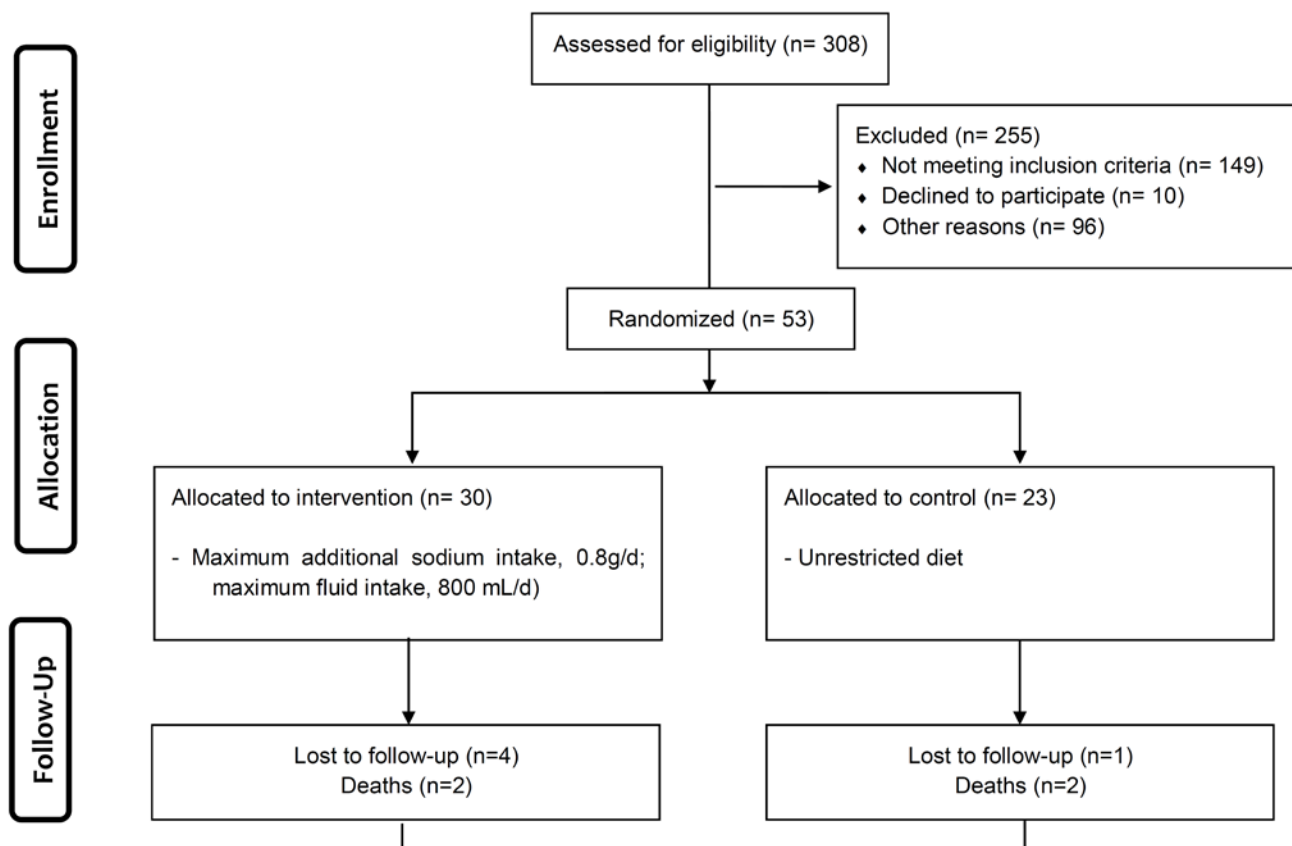 Enrollment
Assessed for eligibility (n= 308)
Excluded (n= 255)
♦ Not meeting inclusion criteria (n= 149)
♦ Declined to participate (n= 10)
♦ Other reasons (n= 96)
Randomized (n= 53)
Allocation
Allocated to intervention (n= 30)
- Maximum additional sodium intake, 0.8g/d;
maximum fluid intake, 800 mL/d)
Allocated to control (n= 23)
- Unrestricted diet
Follow-Up
Lost to follow-up (n=4)
Deaths (n=2)
Lost to follow-up (n=1)
Deaths (n=2)